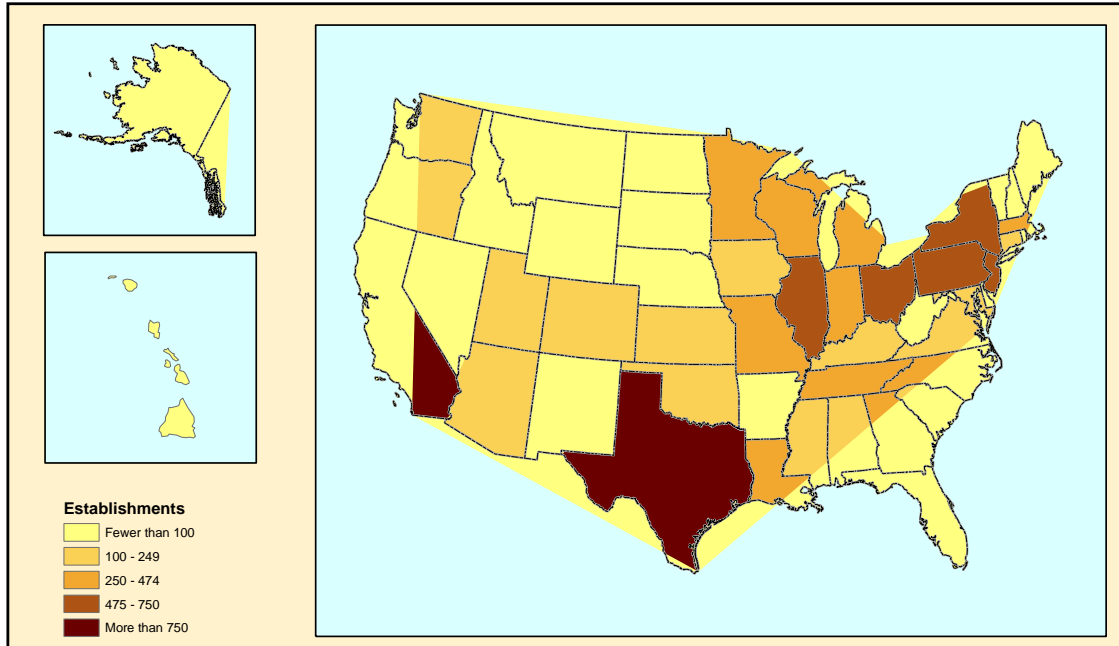 Establishments
Fewer than 100
100 - 249
250 - 474
475 - 750
More than 750